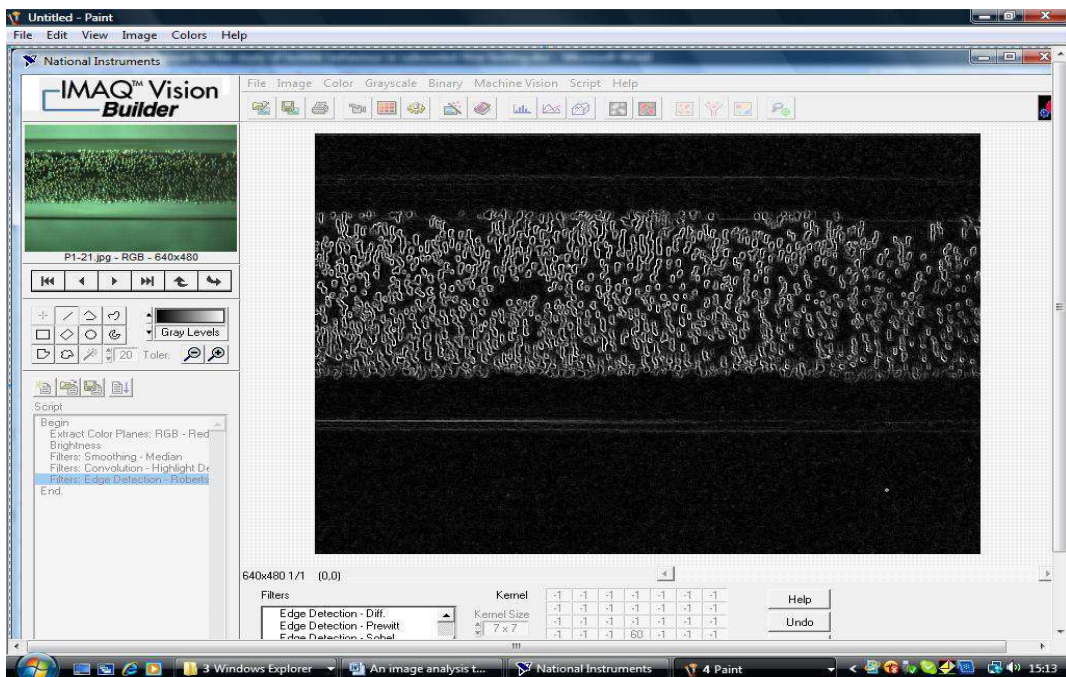 Untitled - Paint
File Edit View Image Colors Help
National Instruments
IMAQ™ Vision
Builder
File Image Color Grayscale Binary Machine Vision Script Help
P1-21.jpg - RGB - 640x480
Gray Levels
20 Toler.
Script
Begin
Extract Color Planes: RGB - Red
Brightness
Filters: Smoothing - Median
Filters: Convolution - Highlight De
Filters: Edge Detection - Roberts
End.
640x480 1/1 (0,0)
Filters
Edge Detection - Diff.
Edge Detection - Prewitt
Edge Detection - Sobel
Kernel
Kernel Size
7 x 7
-1 -1 -1 -1 -1 -1 -1
-1 -1 -1 -1 -1 -1 -1
-1 -1 -1 -1 -1 -1 -1
-1 -1 -1 60 -1 -1 -1
Help
Undo
3 Windows Explorer
An image analysis t...
National Instruments
4 Paint
15:13